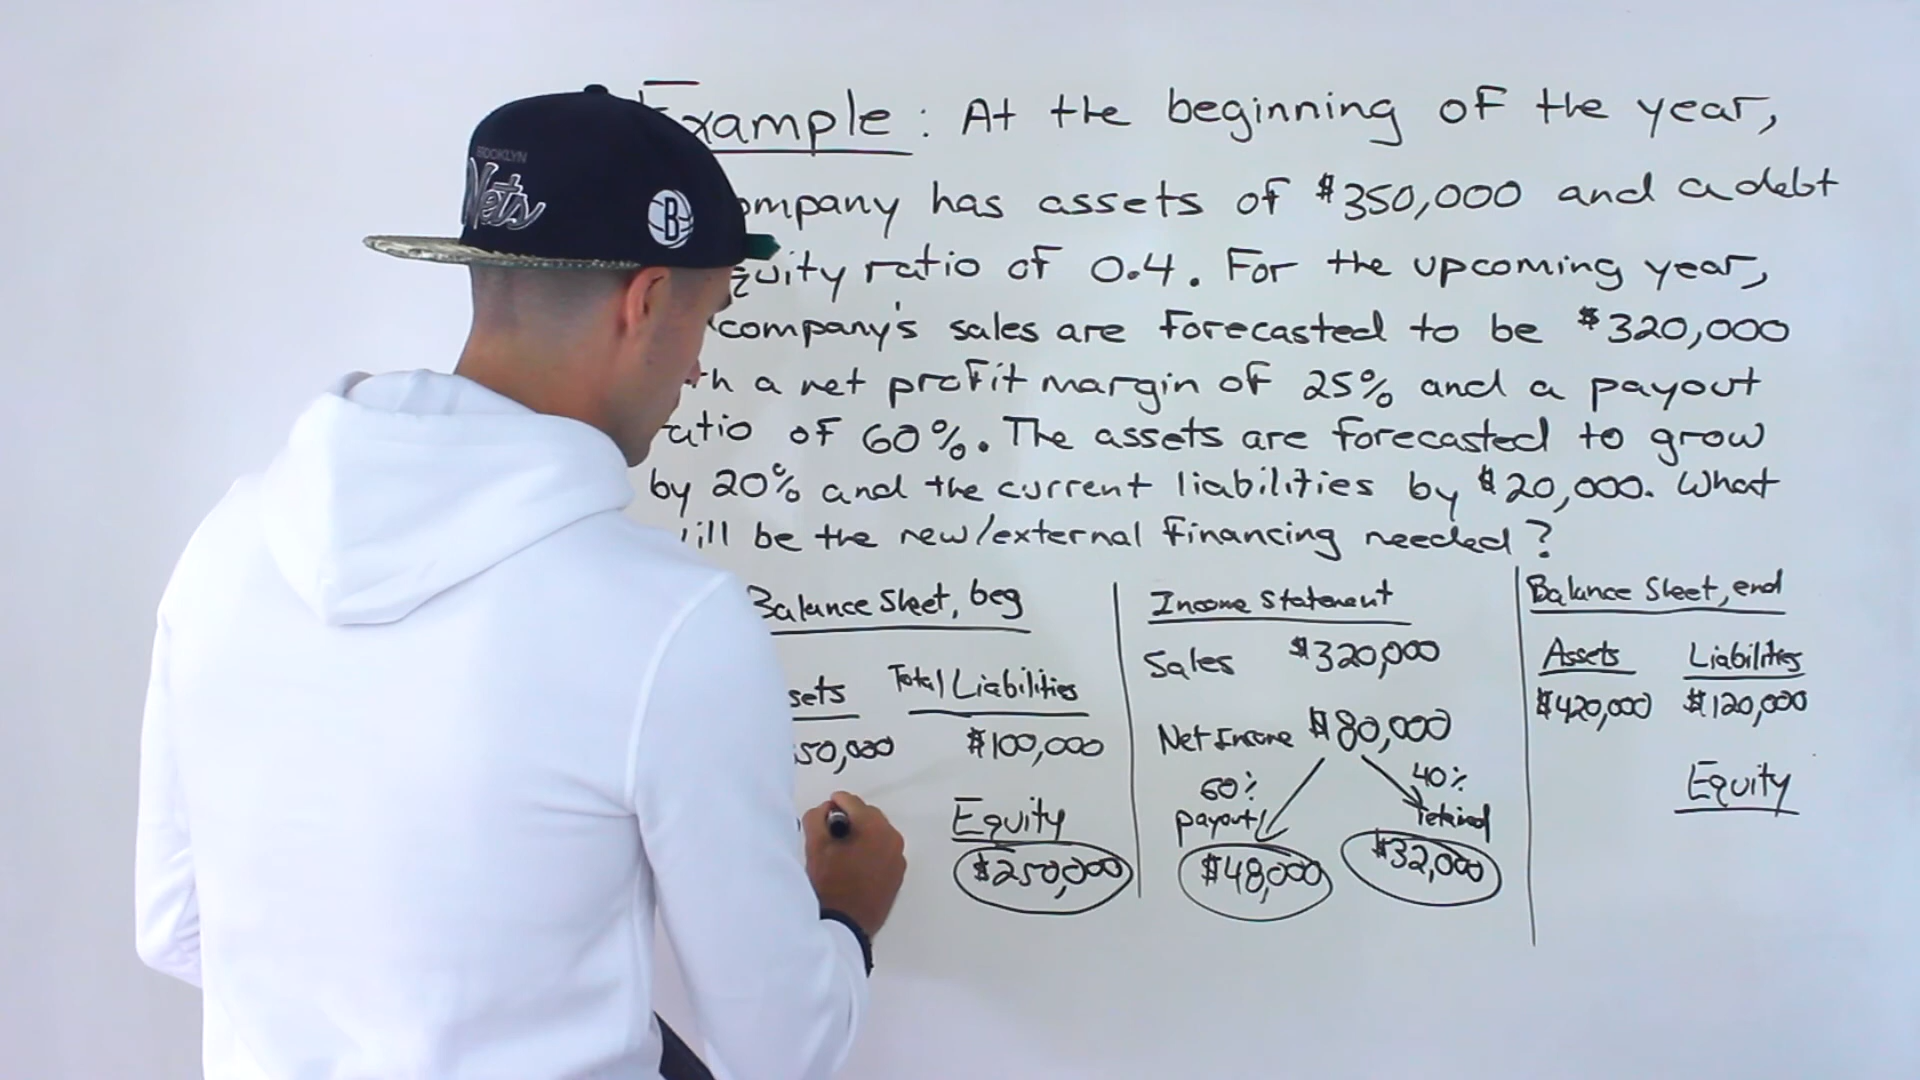 BROOKLYN
Nets
B
Example: At the beginning of the year,
company has assets of $350,000 and a debt
equity ratio of 0.4. For the upcoming year,
company's sales are forecasted to be $320,000
a net profit margin of 25% and a payout
ratio of 60%. The assets are forecasted to grow
by 20% and the current liabilities by $20,000. What
will be the new/external financing needed?
Balance Sheet, beg
Total Liabilities
$100,000
Equity
$250,000
Income Statement
Sales $320,000
Net Income $80,000
60% payout
$48,000
40% retained
$32,000
Balance Sheet, end
Assets Liabilities
$420,000 $120,000
Equity